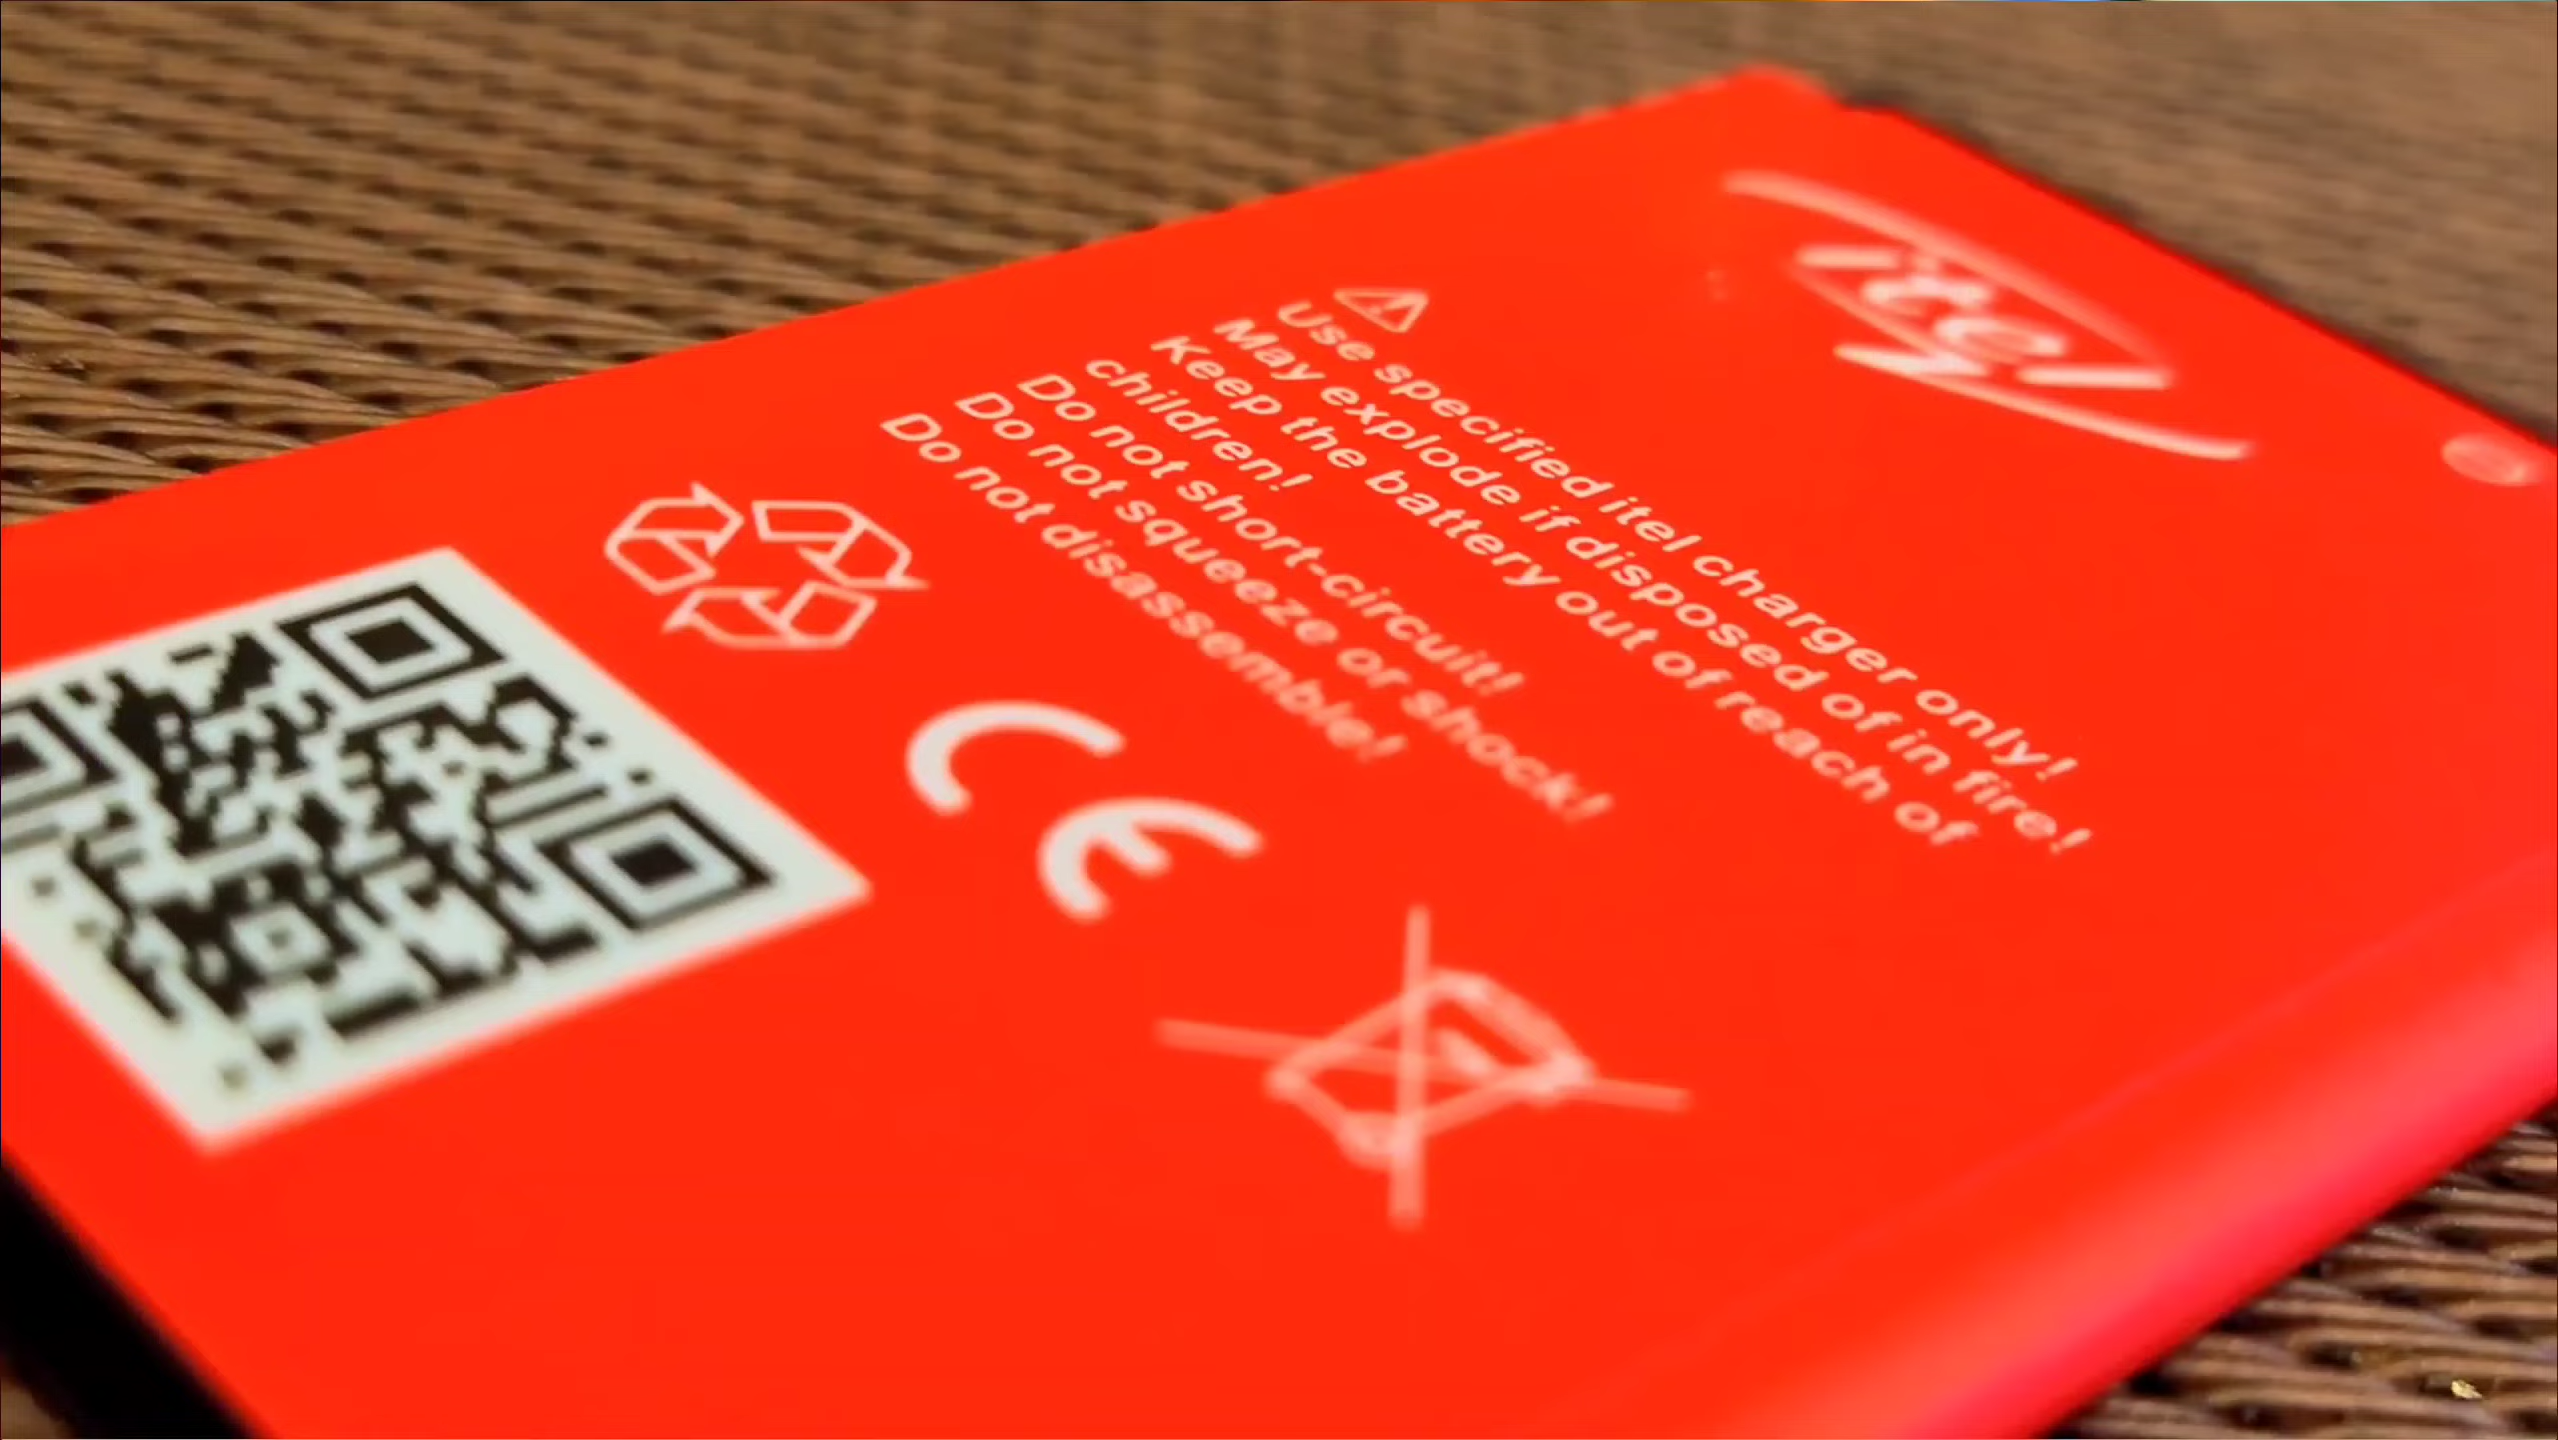 itel
Use specified itel charger only!
May explode if disposed of in fire!
Keep the battery out of reach of
children!
Do not short-circuit!
Do not squeeze or shock!
Do not disassemble!
CE